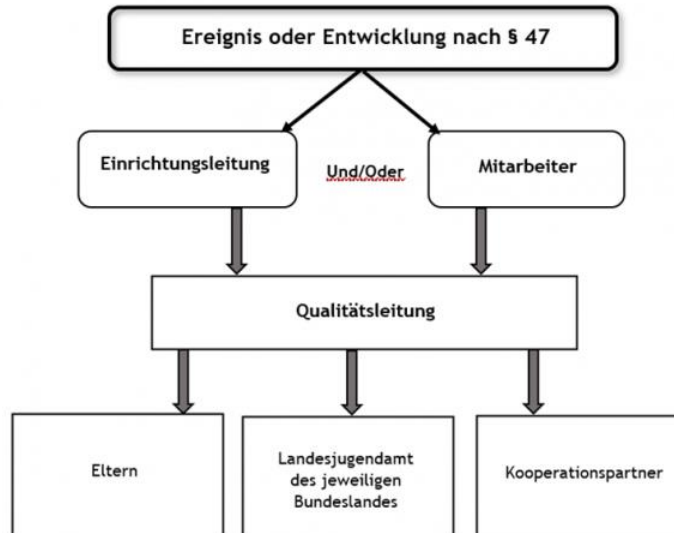 Ereignis oder Entwicklung nach § 47
Einrichtungsleitung
Und/Oder
Mitarbeiter
Qualitätsleitung
Eltern
Landesjugendamt
des jeweiligen
Bundeslandes
Kooperationspartner